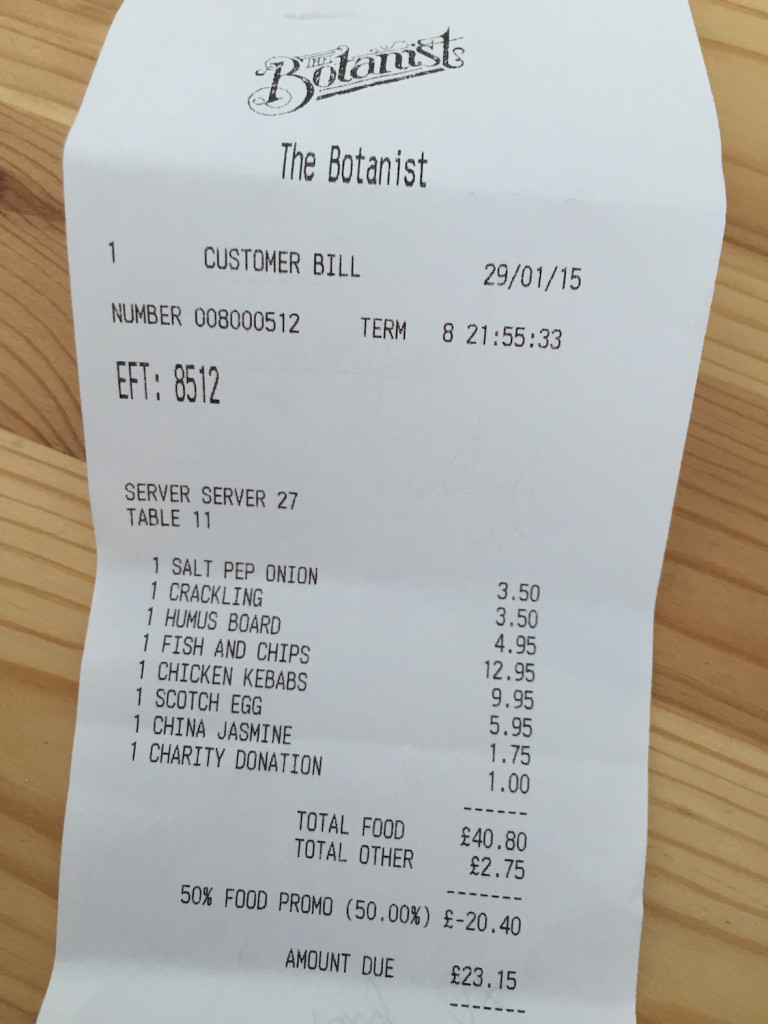 THE Botanist
The Botanist
1 CUSTOMER BILL 29/01/15
NUMBER 008000512 TERM 8 21:55:33
EFT: 8512
SERVER SERVER 27
TABLE 11
1 SALT PEP ONION 3.50
1 CRACKLING 3.50
1 HUMUS BOARD 4.95
1 FISH AND CHIPS 12.95
1 CHICKEN KEBABS 9.95
1 SCOTCH EGG 5.95
1 CHINA JASMINE 1.75
1 CHARITY DONATION 1.00
------
TOTAL FOOD £40.80
TOTAL OTHER £2.75
-------
50% FOOD PROMO (50.00%) £-20.40
AMOUNT DUE £23.15
-------